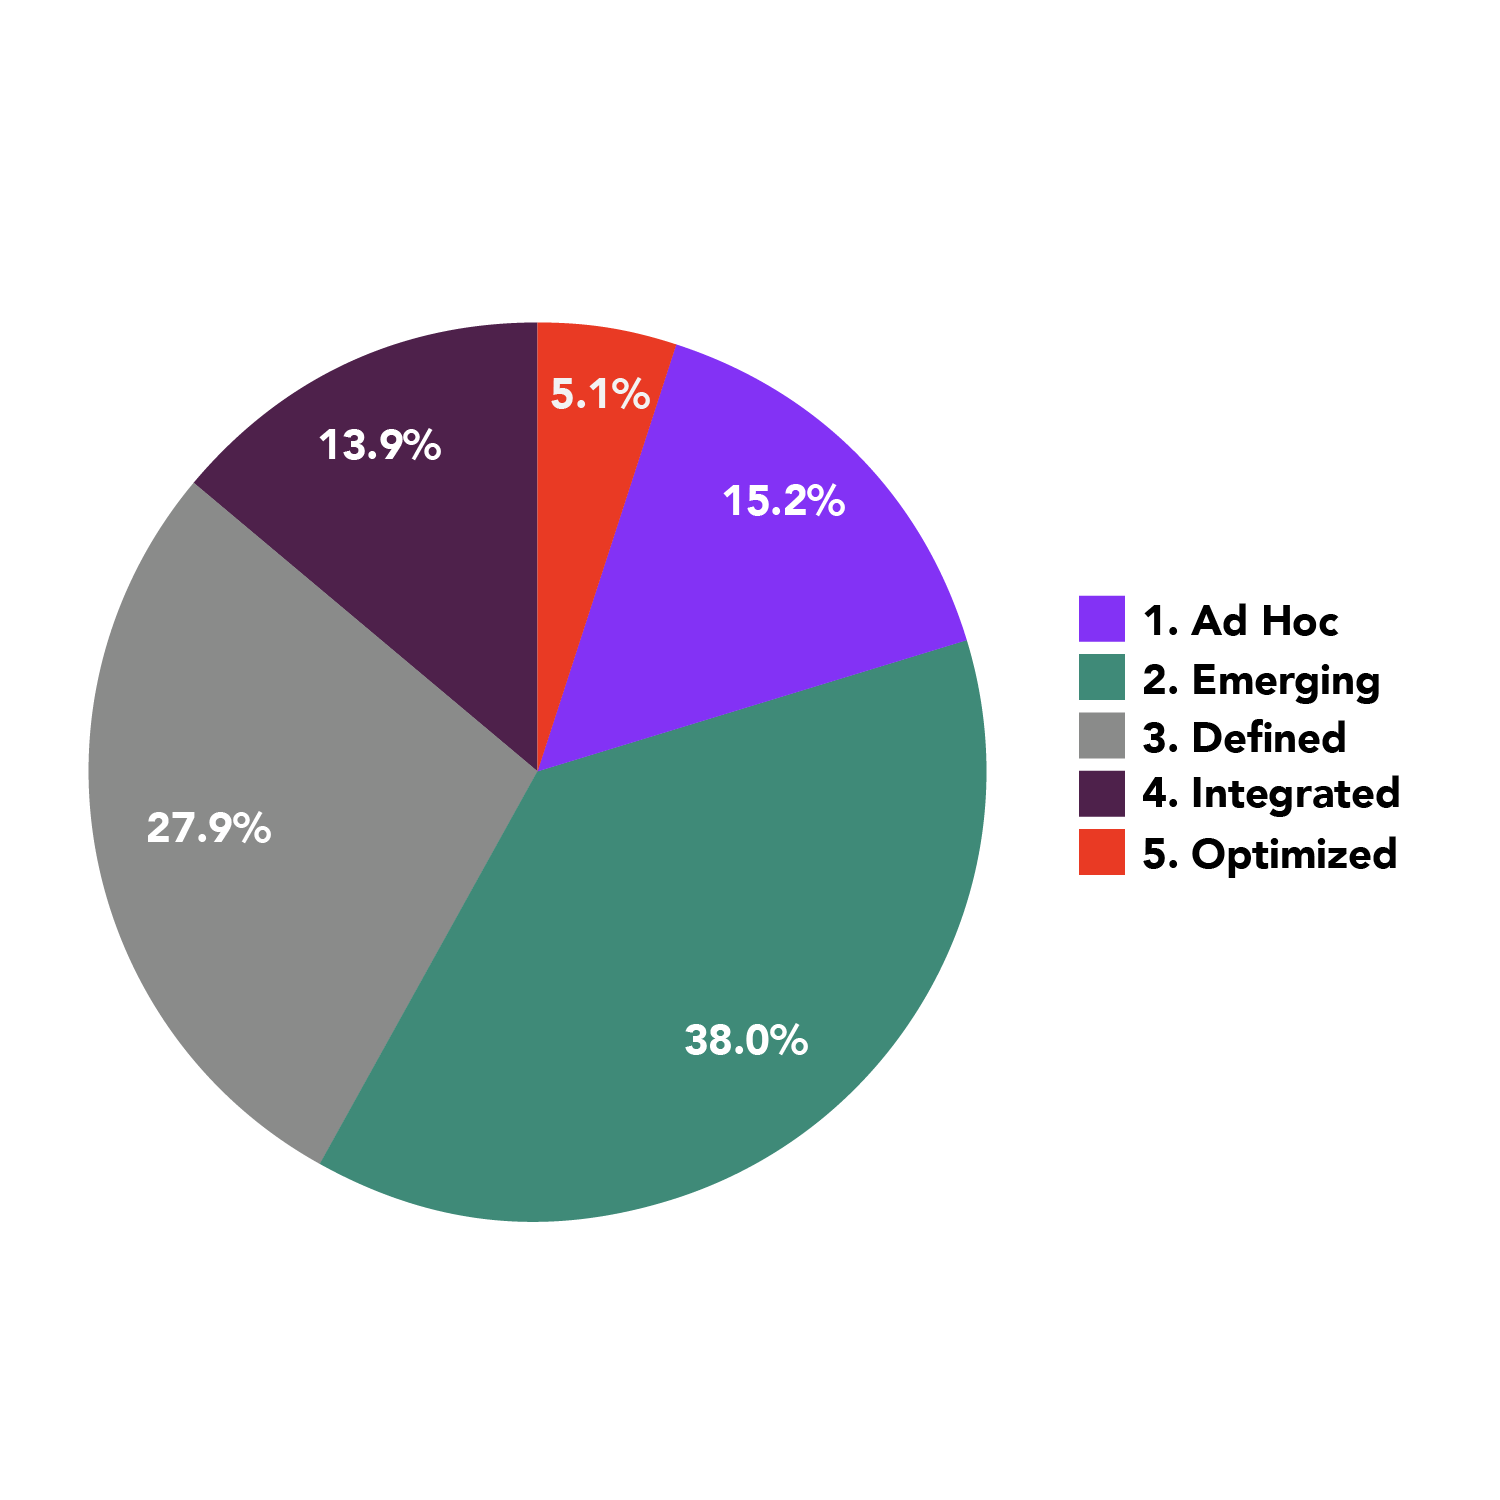 5.1%
13.9%
15.2%
27.9%
38.0%
1. Ad Hoc
2. Emerging
3. Defined
4. Integrated
5. Optimized